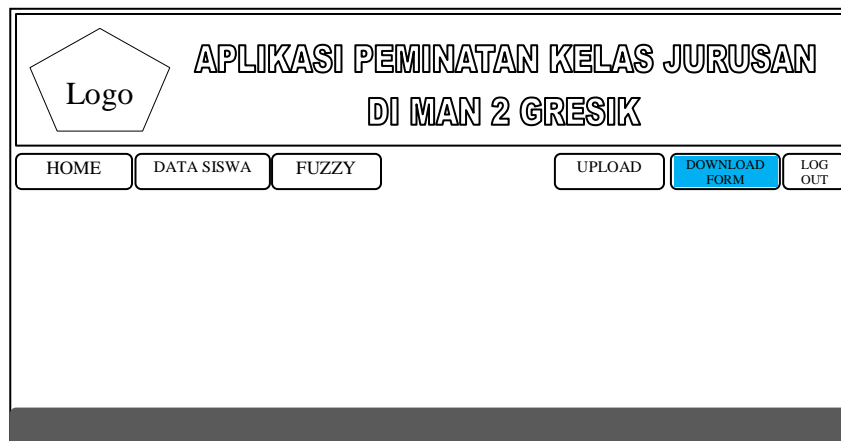 Logo
APLIKASI PEMINATAN KELAS JURUSAN
DI MAN 2 GRESIK
HOME
DATA SISWA
FUZZY
UPLOAD
DOWNLOAD
FORM
LOG
OUT